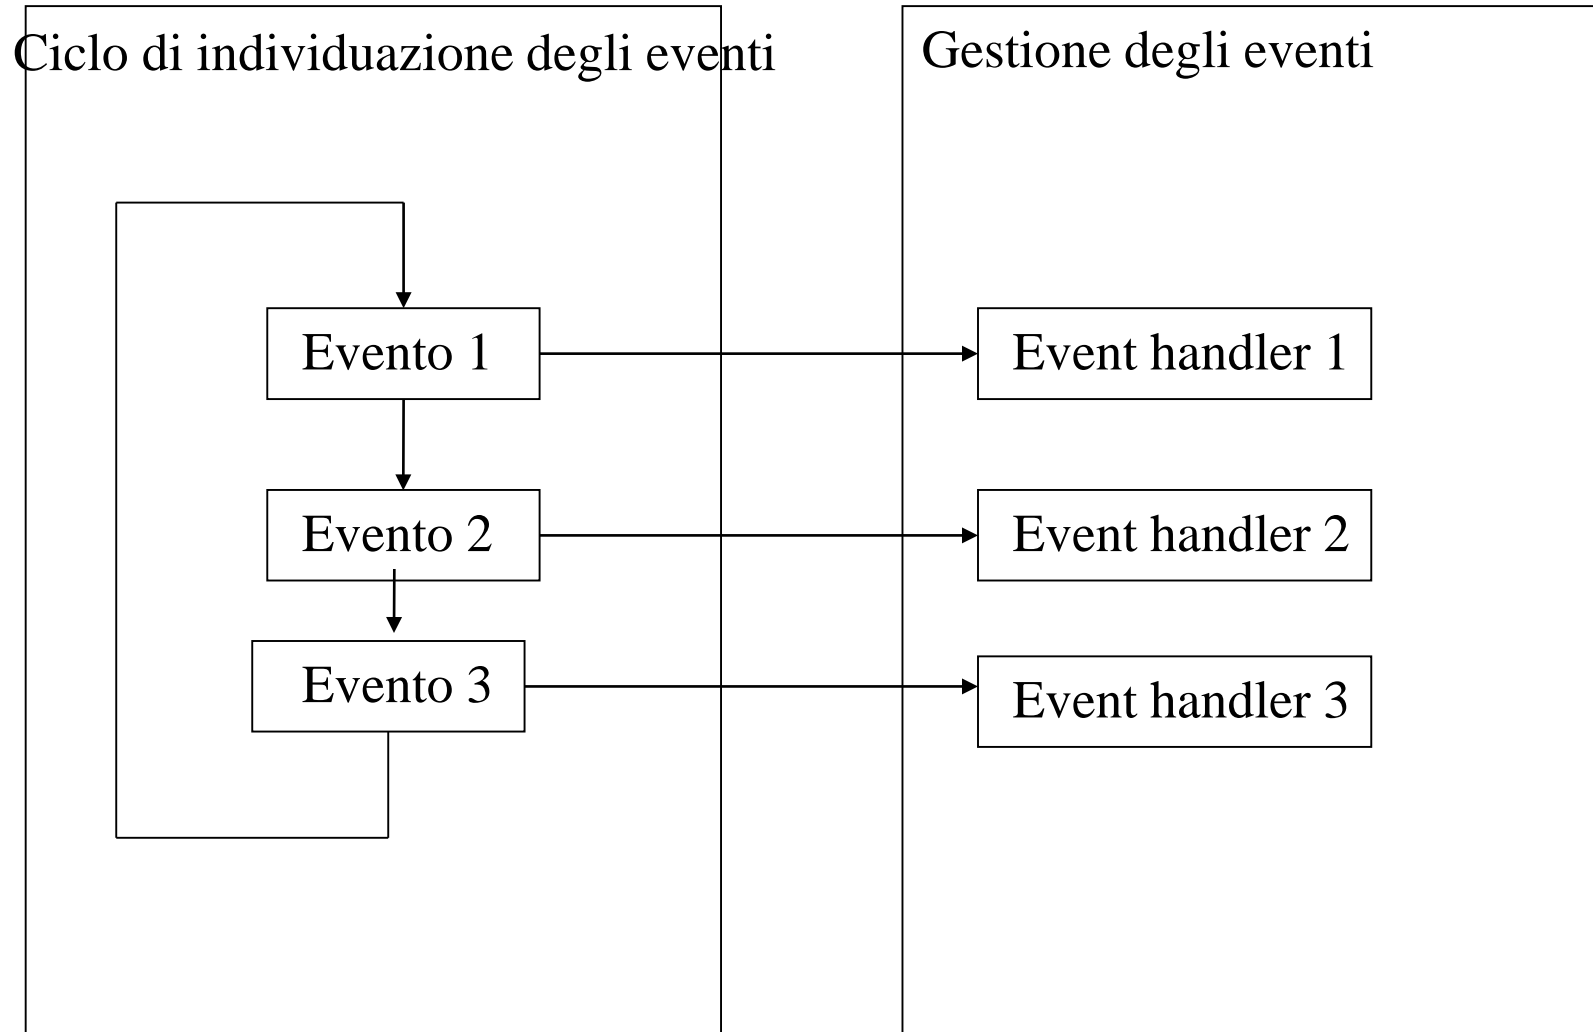 Ciclo di individuazione degli eventi
Gestione degli eventi
Evento 1
Event handler 1
Evento 2
Event handler 2
Evento 3
Event handler 3